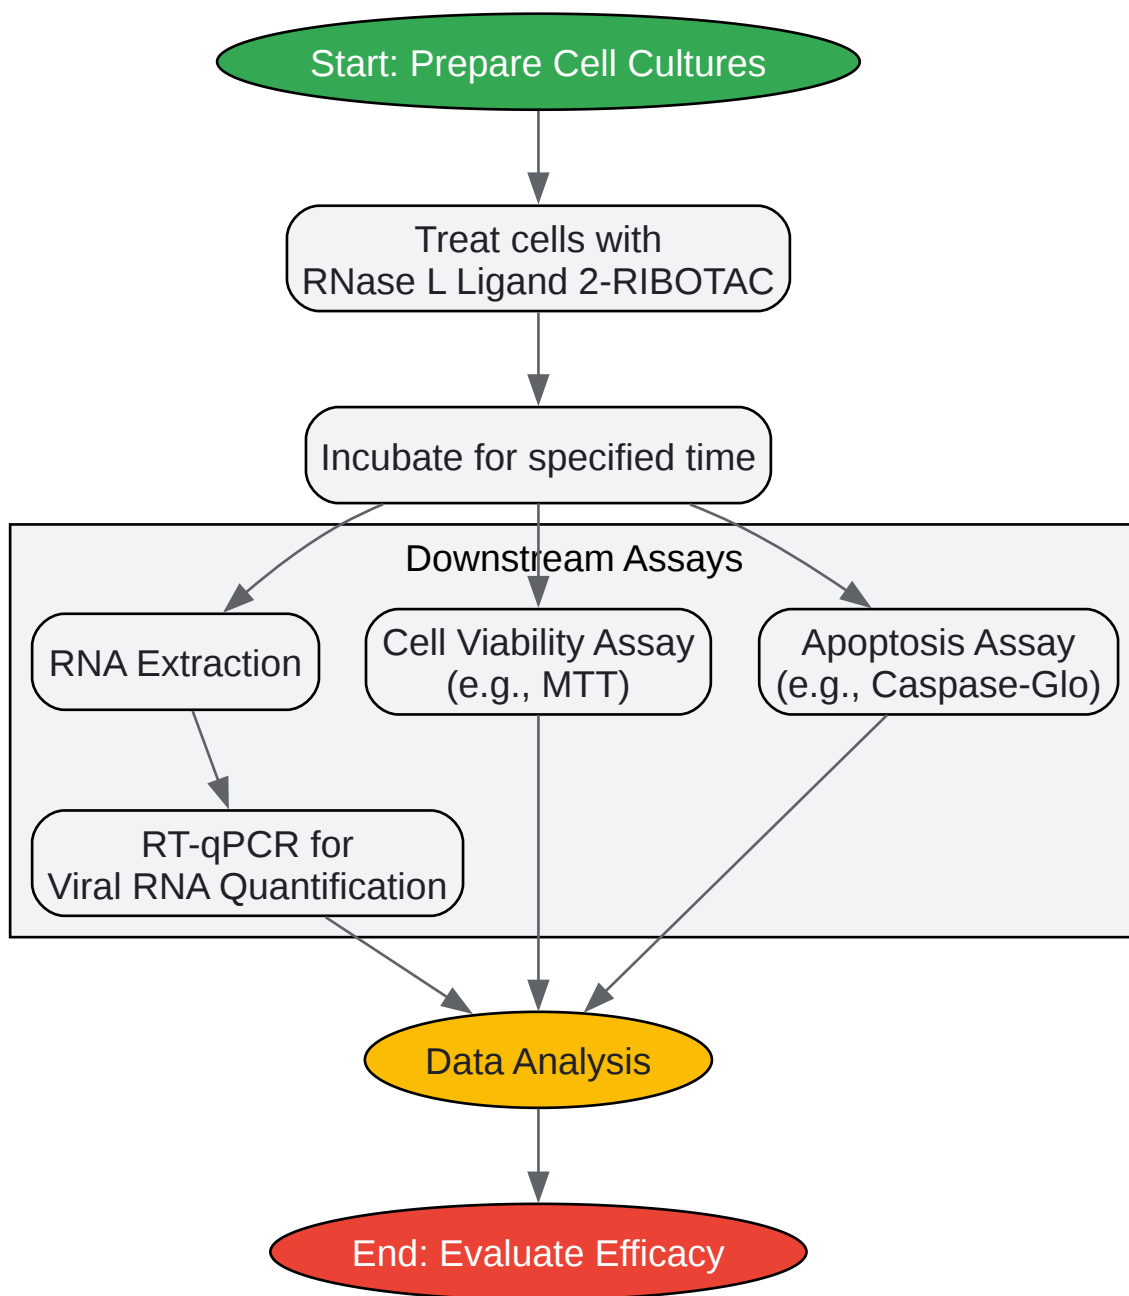 Start: Prepare Cell Cultures
Treat cells with
RNase L Ligand 2-RIBOTAC
Incubate for specified time
Downstream Assays
RNA Extraction
Cell Viability Assay
(e.g., MTT)
Apoptosis Assay
(e.g., Caspase-Glo)
RT-qPCR for
Viral RNA Quantification
Data Analysis
End: Evaluate Efficacy